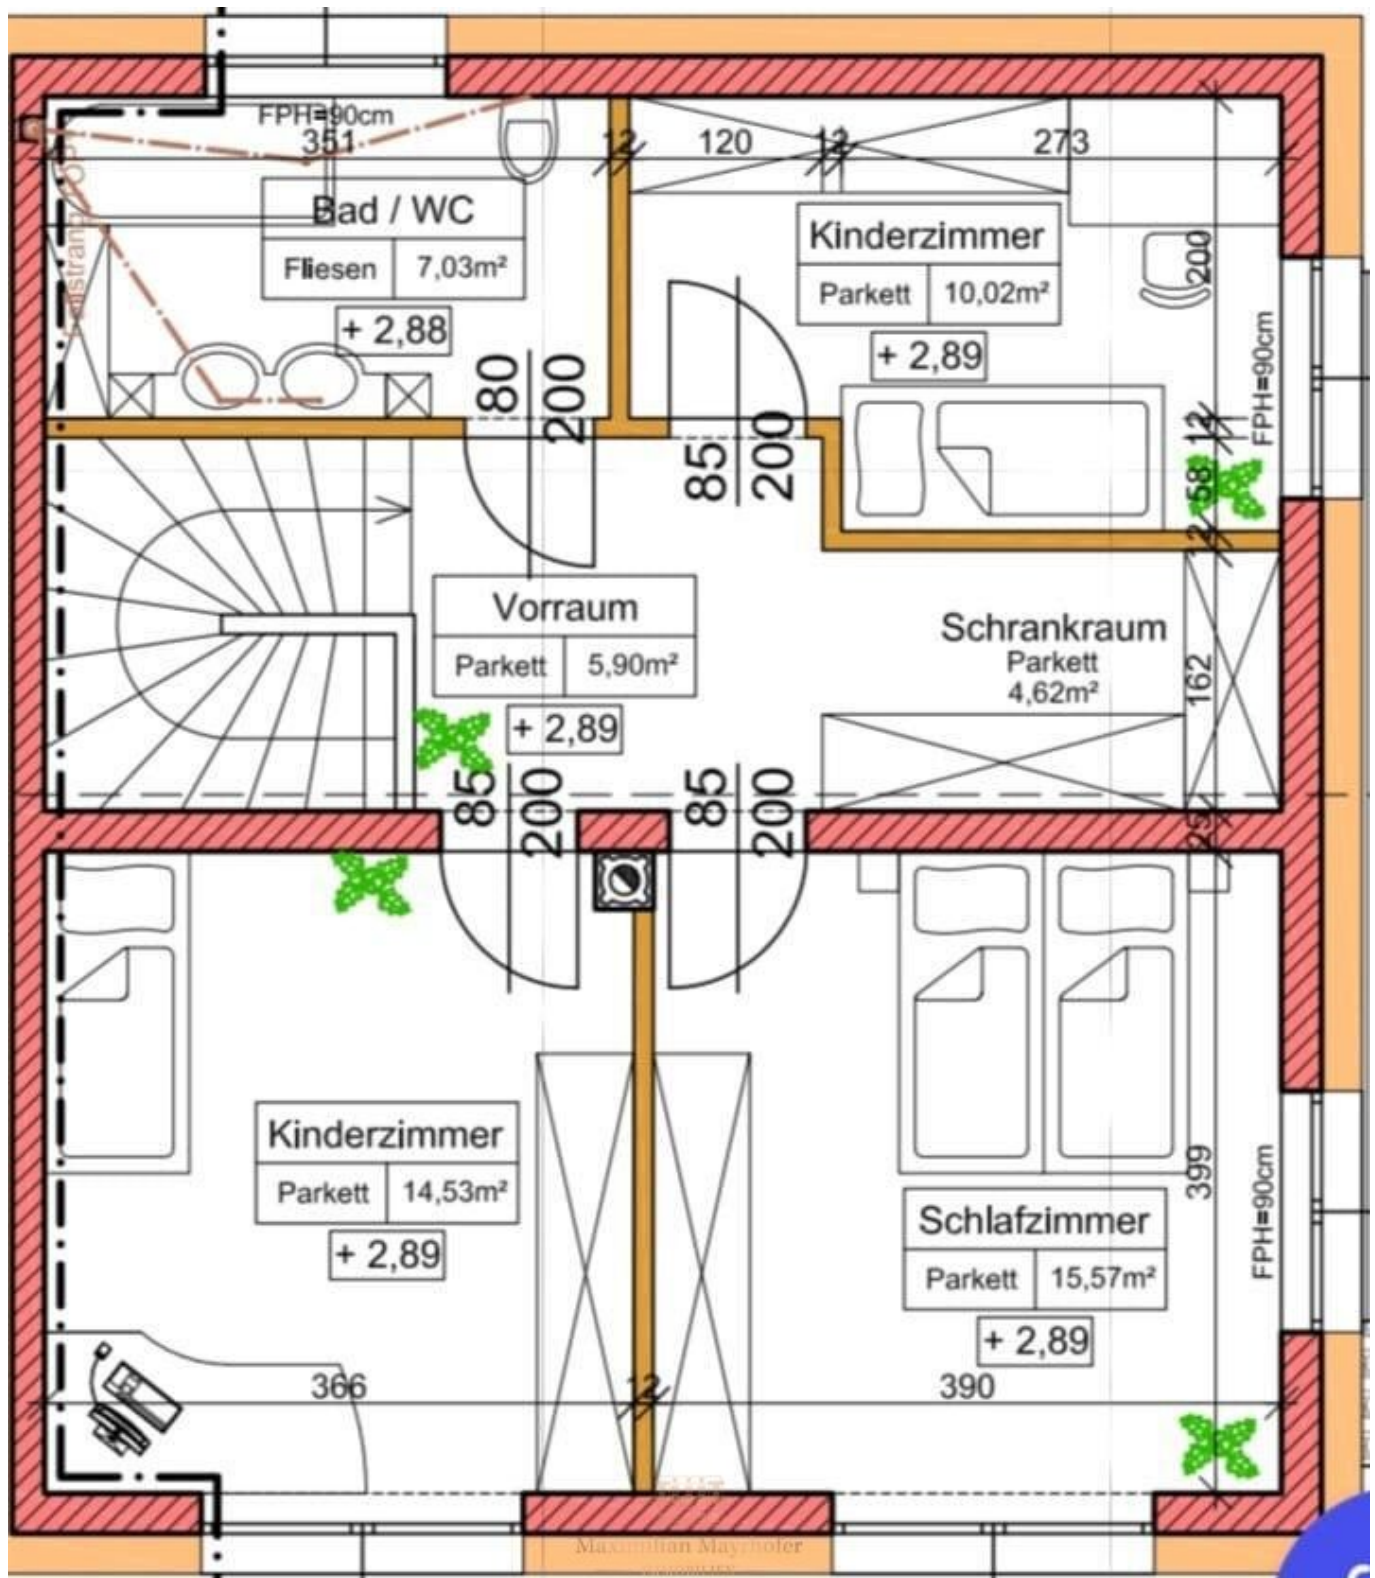 FPH=90cm
351
12
120
12
273
Bad / WC
Fliesen
7,03m²
+ 2,88
Kinderzimmer
Parkett
10,02m²
+ 2,89
200
FPH=90cm
80
200
85
200
12
58
12
Vorraum
Parkett
5,90m²
+ 2,89
Schrankraum
Parkett
4,62m²
162
85
200
85
200
25
Kinderzimmer
Parkett
14,53m²
+ 2,89
Schlafzimmer
Parkett
15,57m²
+ 2,89
399
FPH=90cm
366
12
390
Maximilian Mayrhofer